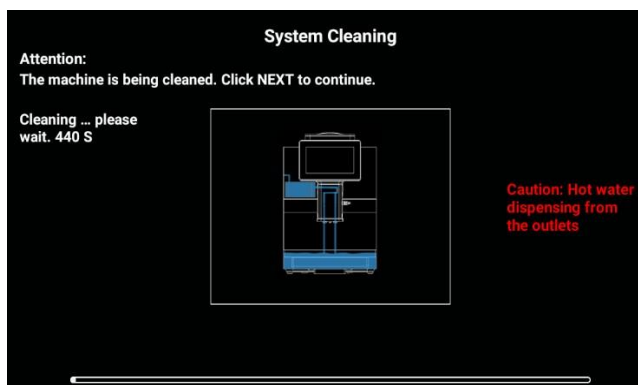 System Cleaning
Attention:
The machine is being cleaned. Click NEXT to continue.
Cleaning ... please
wait. 440 S
Caution: Hot water
dispensing from
the outlets